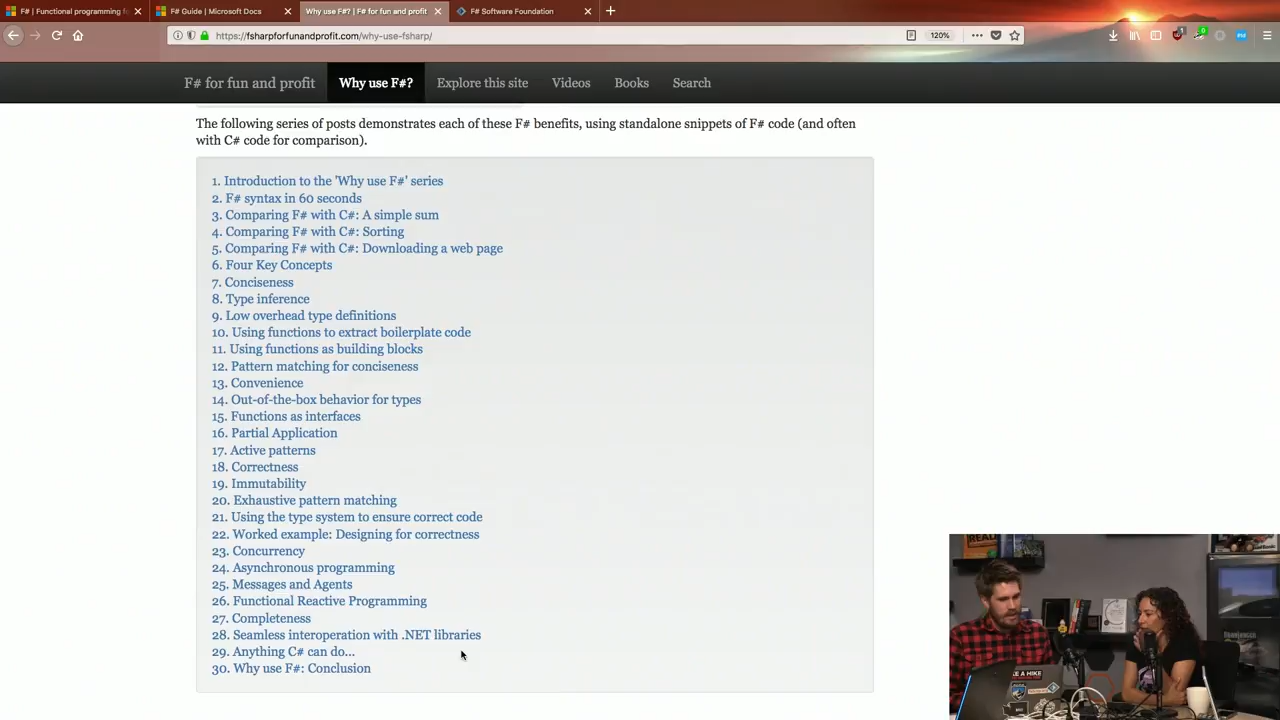 F# | Functional programming fo
F# Guide | Microsoft Docs
Why use F#? | F# for fun and profit
F# Software Foundation
https://fsharpforfunandprofit.com/why-use-fsharp/
120%
F# for fun and profit
Why use F#?
Explore this site
Videos
Books
Search
The following series of posts demonstrates each of these F# benefits, using standalone snippets of F# code (and often
with C# code for comparison).
1. Introduction to the 'Why use F#' series
2. F# syntax in 60 seconds
3. Comparing F# with C#: A simple sum
4. Comparing F# with C#: Sorting
5. Comparing F# with C#: Downloading a web page
6. Four Key Concepts
7. Conciseness
8. Type inference
9. Low overhead type definitions
10. Using functions to extract boilerplate code
11. Using functions as building blocks
12. Pattern matching for conciseness
13. Convenience
14. Out-of-the-box behavior for types
15. Functions as interfaces
16. Partial Application
17. Active patterns
18. Correctness
19. Immutability
20. Exhaustive pattern matching
21. Using the type system to ensure correct code
22. Worked example: Designing for correctness
23. Concurrency
24. Asynchronous programming
25. Messages and Agents
26. Functional Reactive Programming
27. Completeness
28. Seamless interoperation with .NET libraries
29. Anything C# can do...
30. Why use F#: Conclusion
READ